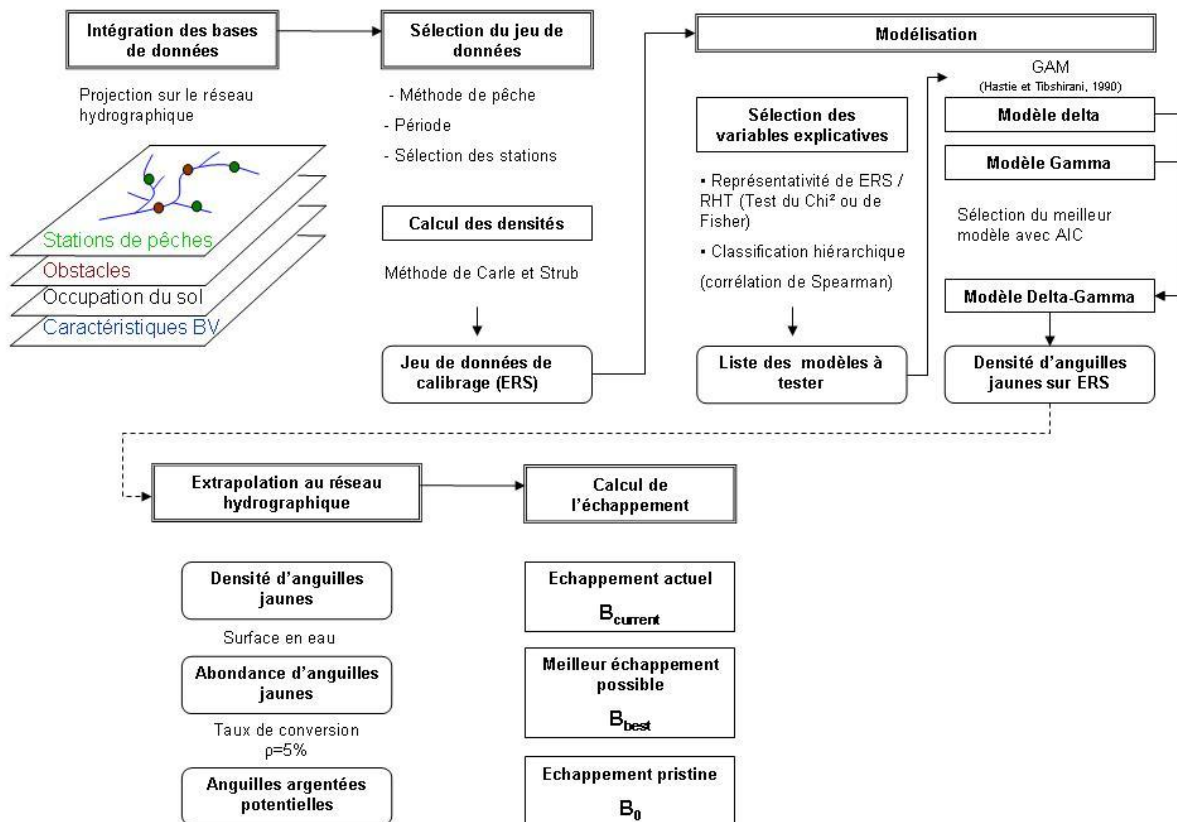 Intégration des bases
de données
Projection sur le réseau
hydrographique
Stations de pêches
Obstacles
Occupation du sol
Caractéristiques BV
Sélection du jeu de
données
- Méthode de pêche
- Période
- Sélection des stations
Calcul des densités
Méthode de Carle et Strub
Jeu de données de
calibrage (ERS)
Modélisation
Sélection des
variables explicatives
▪ Représentativité de ERS /
RHT (Test du Chi² ou de
Fisher)
▪ Classification hiérarchique
(corrélation de Spearman)
Liste des modèles à
tester
GAM
(Hastie et Tibshirani, 1990)
Modèle delta
Modèle Gamma
Sélection du meilleur
modèle avec AIC
Modèle Delta-Gamma
Densité d'anguilles
jaunes sur ERS
Extrapolation au réseau
hydrographique
Densité d'anguilles
jaunes
Surface en eau
Abondance d'anguilles
jaunes
Taux de conversion
ρ=5%
Anguilles argentées
potentielles
Calcul de
l'échappement
Echappement actuel
Bcurrent
Meilleur échappement
possible
Bbest
Echappement pristine
B0